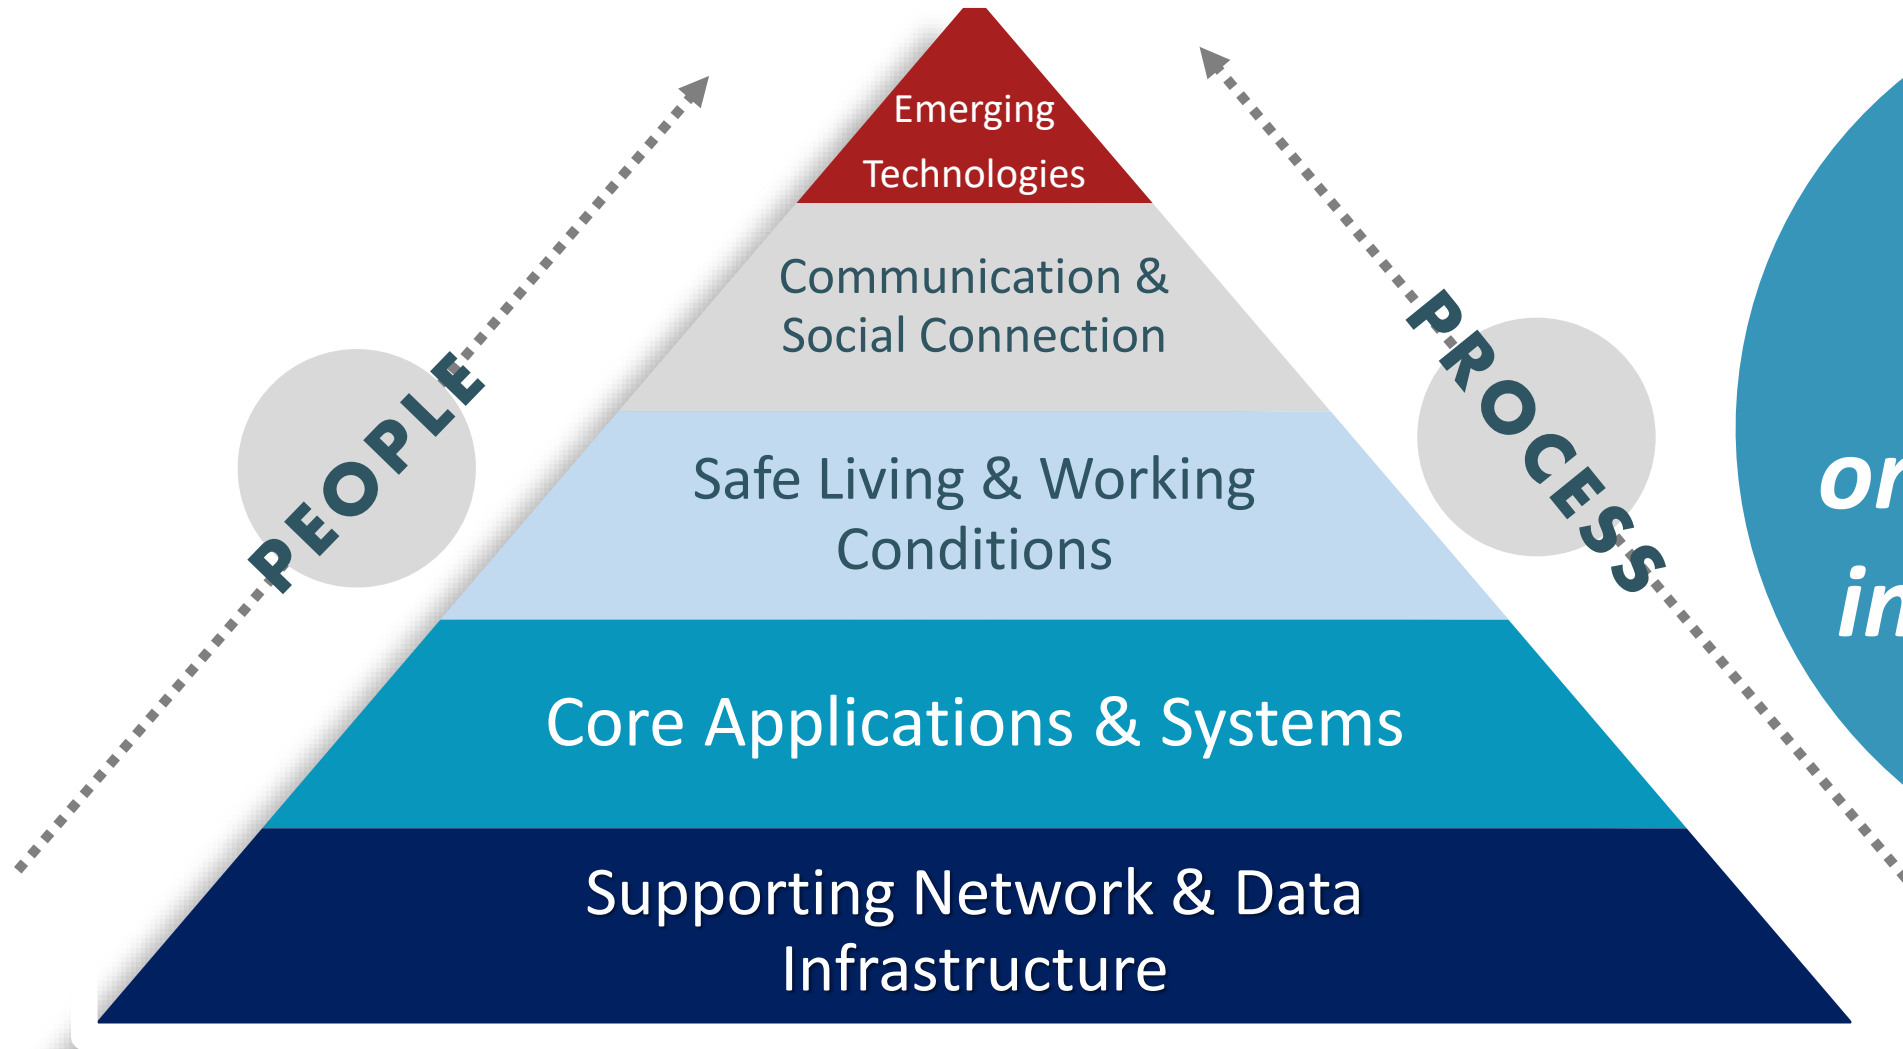 Emerging
Technologies
Communication &
Social Connection
Safe Living & Working
Conditions
Core Applications & Systems
Supporting Network & Data
Infrastructure
PEOPLE
PROCESS